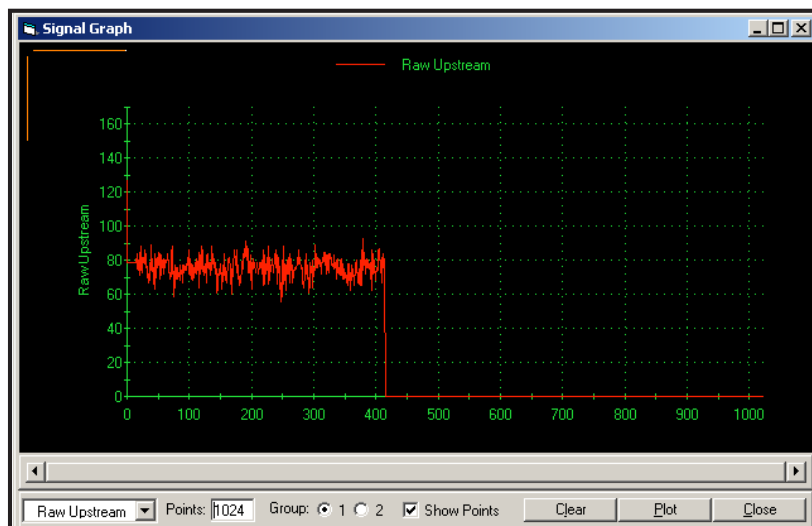 Signal Graph
Raw Upstream
160
140
120
100
80
60
40
20
0
Raw Upstream
0 100 200 300 400 500 600 700 800 900 1000
Raw Upstream Points: 1024 Group: 1 2 Show Points Clear Plot Close